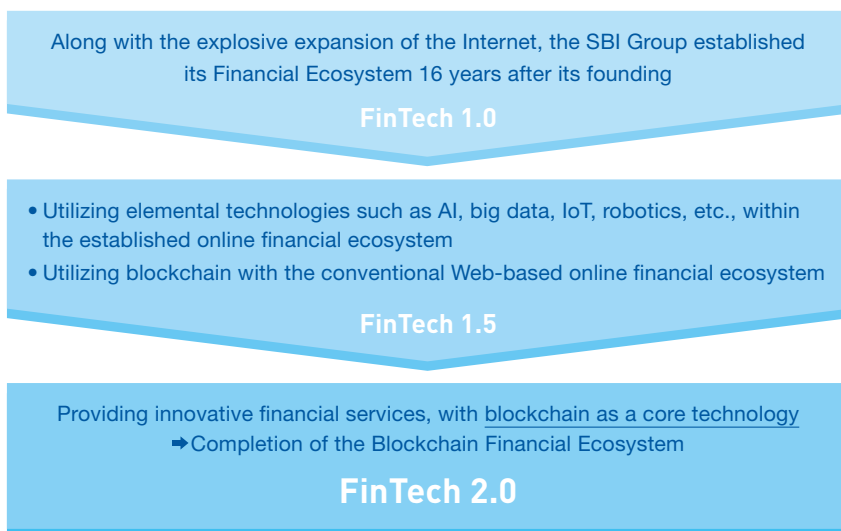 Along with the explosive expansion of the Internet, the SBI Group established
its Financial Ecosystem 16 years after its founding
FinTech 1.0
• Utilizing elemental technologies such as AI, big data, IoT, robotics, etc., within
the established online financial ecosystem
• Utilizing blockchain with the conventional Web-based online financial ecosystem
FinTech 1.5
Providing innovative financial services, with blockchain as a core technology
➡Completion of the Blockchain Financial Ecosystem
FinTech 2.0